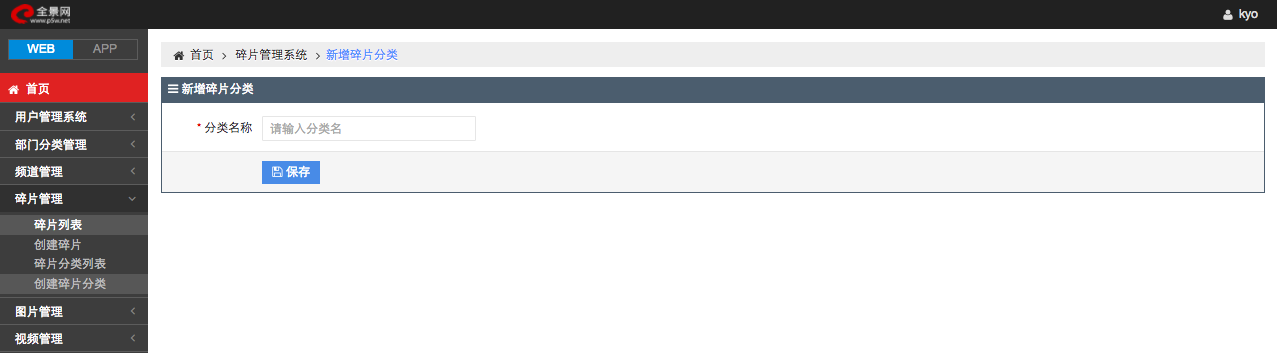 全景网
www.p5w.net
kyo
WEB APP
首页 > 碎片管理系统 > 新增碎片分类
首页
用户管理系统
部门分类管理
频道管理
碎片管理
碎片列表
创建碎片
碎片分类列表
创建碎片分类
图片管理
视频管理
新增碎片分类
* 分类名称 请输入分类名
保存